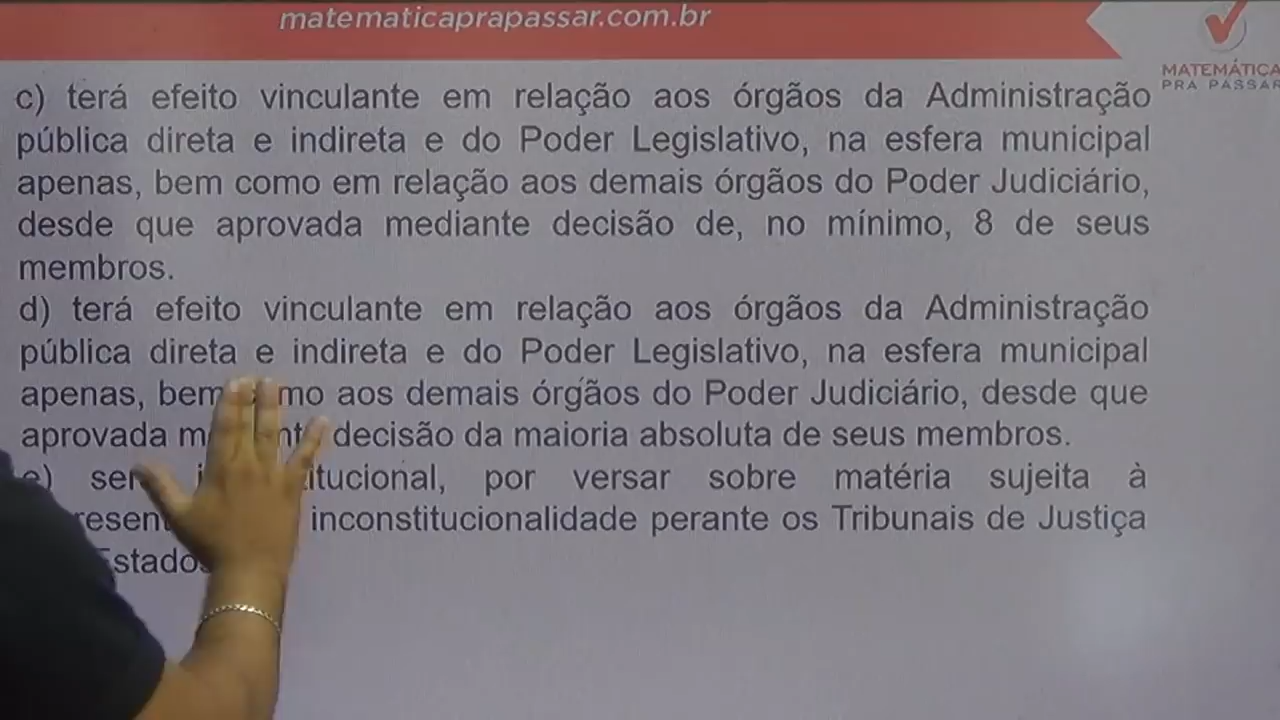 matematicaprapassar.com.br
MATEMÁTICA
PRA PASSAR
c) terá efeito vinculante em relação aos órgãos da Administração
pública direta e indireta e do Poder Legislativo, na esfera municipal
apenas, bem como em relação aos demais órgãos do Poder Judiciário,
desde que aprovada mediante decisão de, no mínimo, 8 de seus
membros.
d) terá efeito vinculante em relação aos órgãos da Administração
pública direta e indireta e do Poder Legislativo, na esfera municipal
apenas, aos demais órgãos do Poder Judiciário, desde que
aprovada decisão da maioria absoluta de seus membros.
e) por versar sobre matéria sujeita à
inconstitucionalidade perante os Tribunais de Justiça